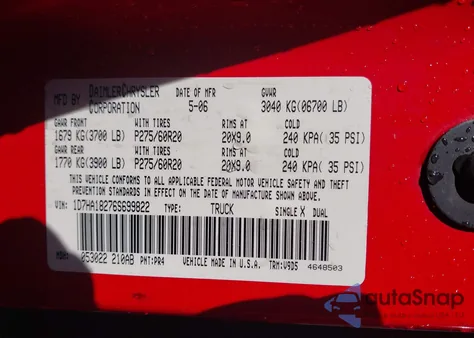 MFD BY DAIMLERCHRYSLER CORPORATION DATE OF MFR 5-06 GVWR 3040 KG(06700 LB)
GAWR FRONT WITH TIRES RIMS AT COLD
1679 KG(3700 LB) P275/60R20 20X9.0 240 KPA( 35 PSI)
GAWR REAR WITH TIRES RIMS AT COLD
1770 KG(3900 LB) P275/60R20 20X9.0 240 KPA( 35 PSI)
THIS VEHICLE CONFORMS TO ALL APPLICABLE FEDERAL MOTOR VEHICLE SAFETY AND THEFT
PREVENTION STANDARDS IN EFFECT ON THE DATE OF MANUFACTURE SHOWN ABOVE.
VIN: 1D7HA18276S699822 TYPE: TRUCK SINGLE X DUAL
MDH: 053022 210AB PNT: PR4 VEHICLE MADE IN U.S.A. TRM: V9D5 4648503
autoSnap